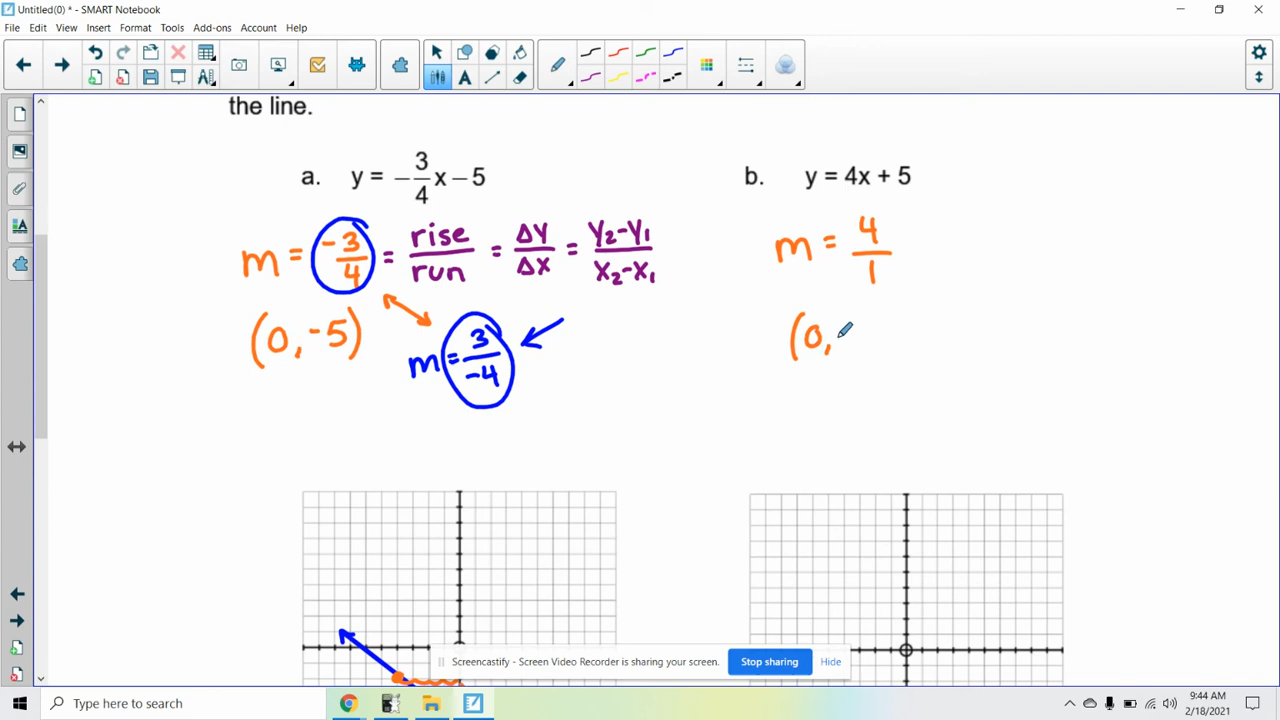 Untitled(0) * - SMART Notebook
File Edit View Insert Format Tools Add-ons Account Help
the line.
a. y = -3/4x - 5
b. y = 4x + 5
m = -3/4 = rise/run = ΔY/ΔX = Y₂-Y₁/X₂-X₁
m = 4/1
(0, -5)
m = 3/-4
(0,
Screencastify - Screen Video Recorder is sharing your screen. Stop sharing Hide
Type here to search
9:44 AM
2/18/2021